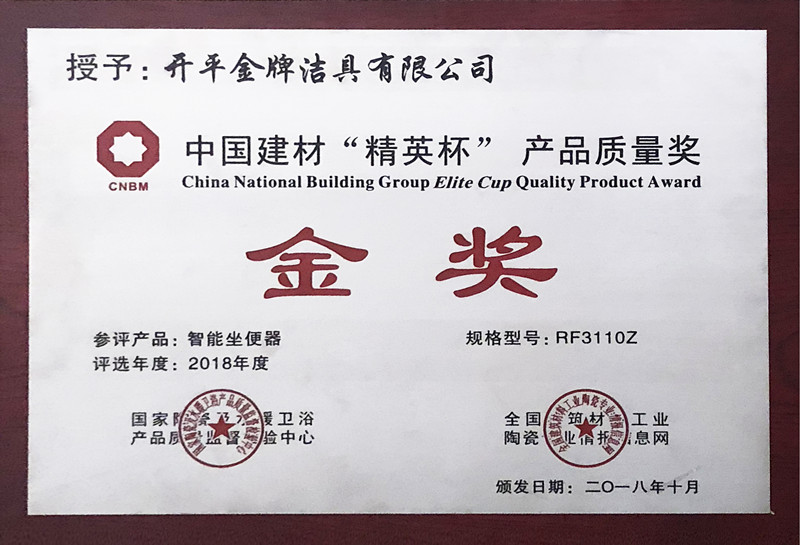 授予：开平金牌洁具有限公司
CNBM
中国建材“精英杯” 产品质量奖
China National Building Group Elite Cup Quality Product Award
金 奖
参评产品：智能坐便器
规格型号：RF3110Z
评选年度：2018年度
国家陶瓷及水暖卫浴
产品质量监督检验中心
全国建筑材料工业
陶瓷专业情报信息网
颁发日期：二〇一八年十月